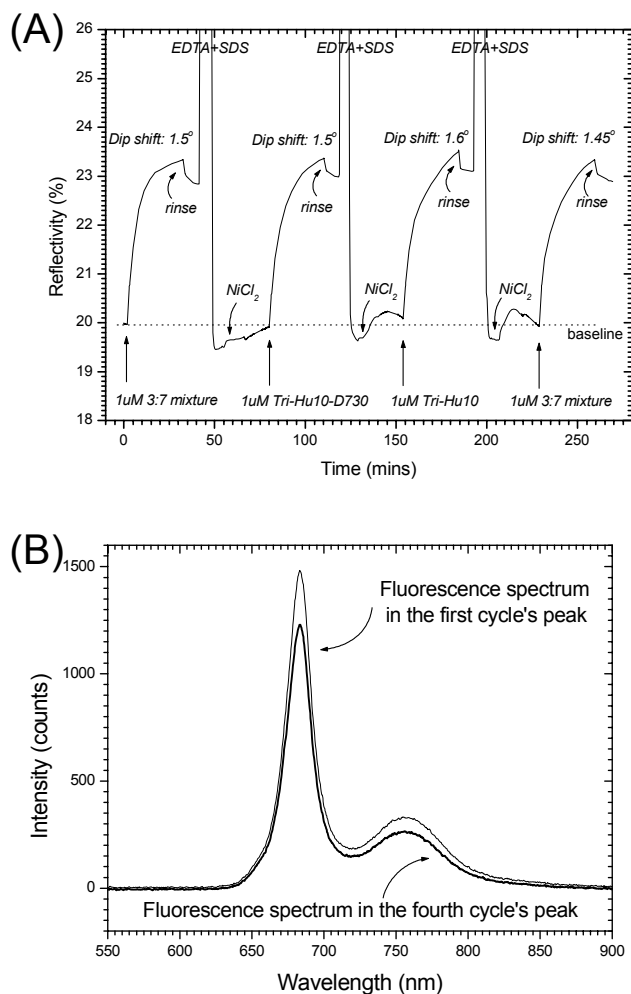 (A)
26
EDTA+SDS EDTA+SDS EDTA+SDS
25
24
Dip shift: 1.5° Dip shift: 1.5° Dip shift: 1.6° Dip shift: 1.45°
23
rinse rinse rinse rinse
22
Reflectivity (%)
21
NiCl2 NiCl2 NiCl2
20
baseline
19
1uM 3:7 mixture 1uM Tri-Hu10-D730 1uM Tri-Hu10 1uM 3:7 mixture
18
0 50 100 150 200 250
Time (mins)
(B)
1500
Fluorescence spectrum
in the first cycle's peak
1000
Intensity (counts)
500
0
Fluorescence spectrum in the fourth cycle's peak
550 600 650 700 750 800 850 900
Wavelength (nm)